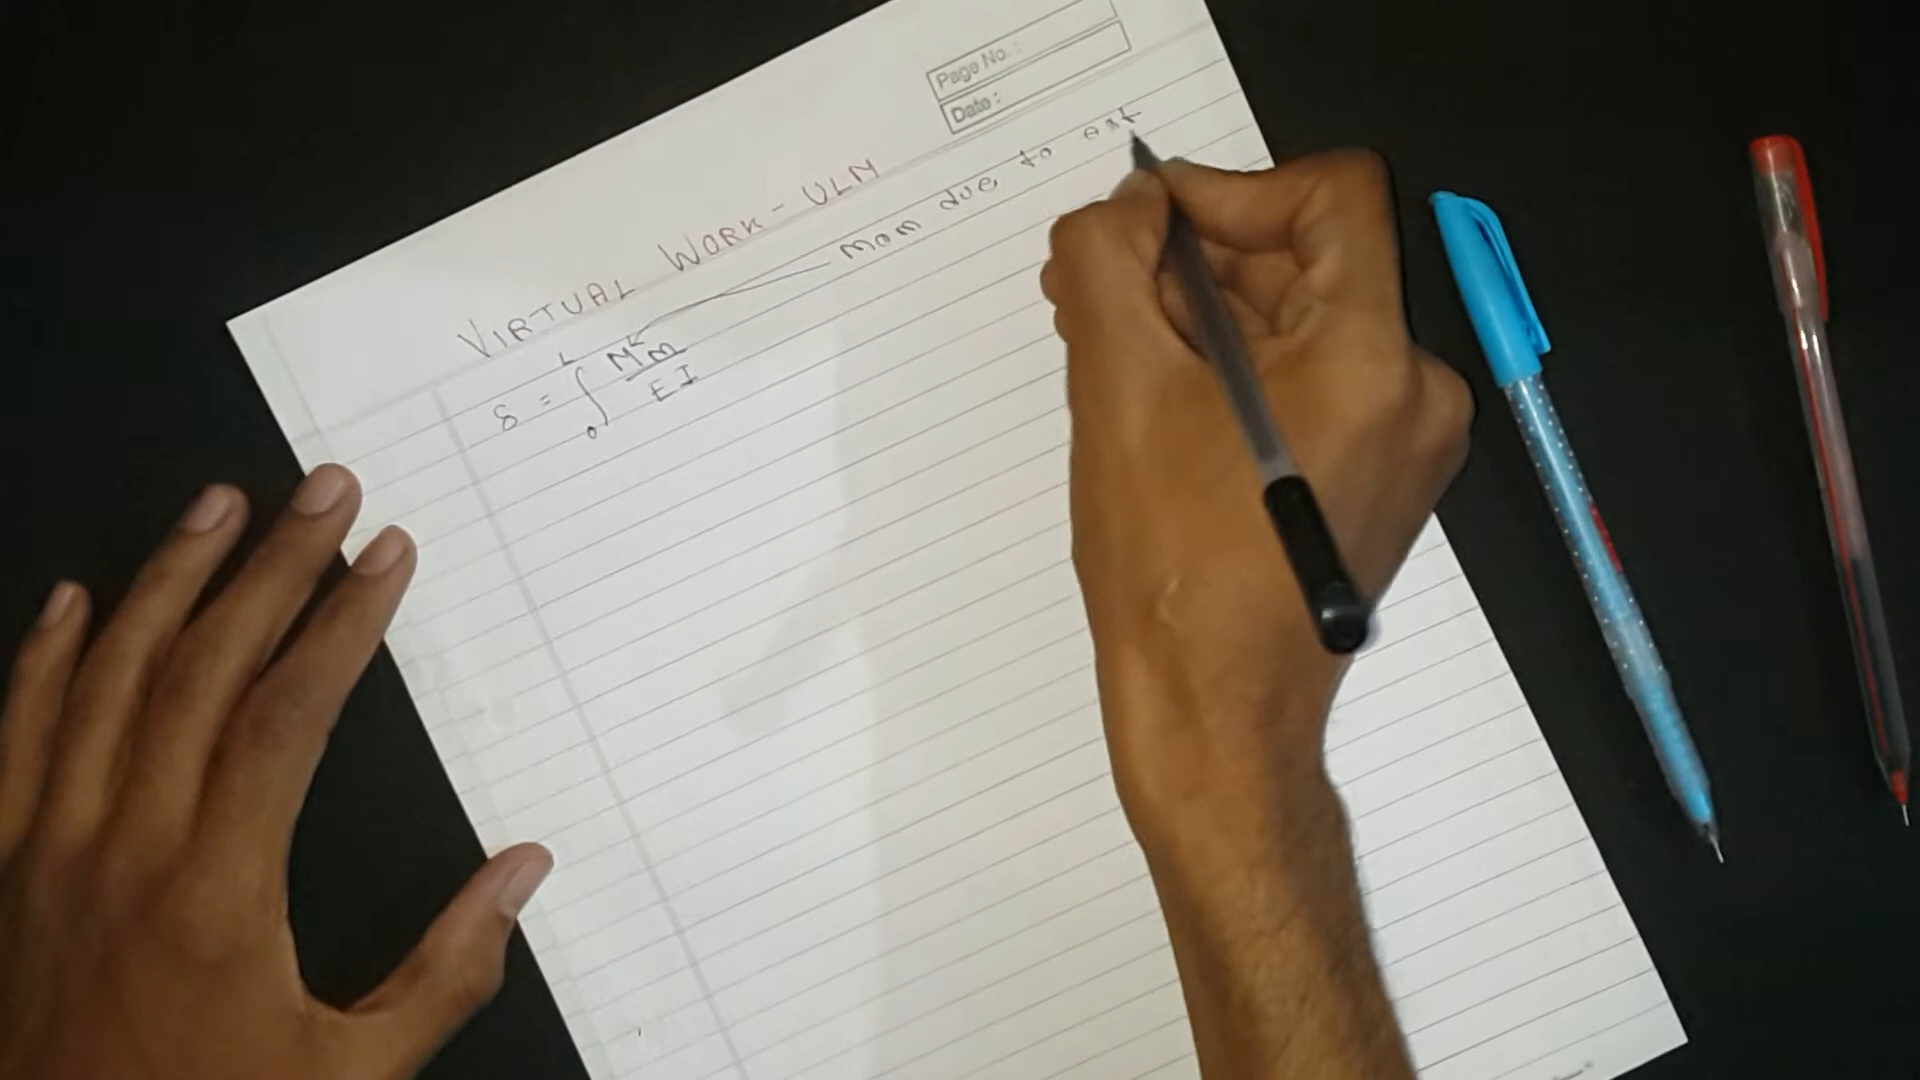 Page No. :
Date :
VIRTUAL WORK - ULM
Mom due to ext
δ = ∫₀ᴸ Mm/EI